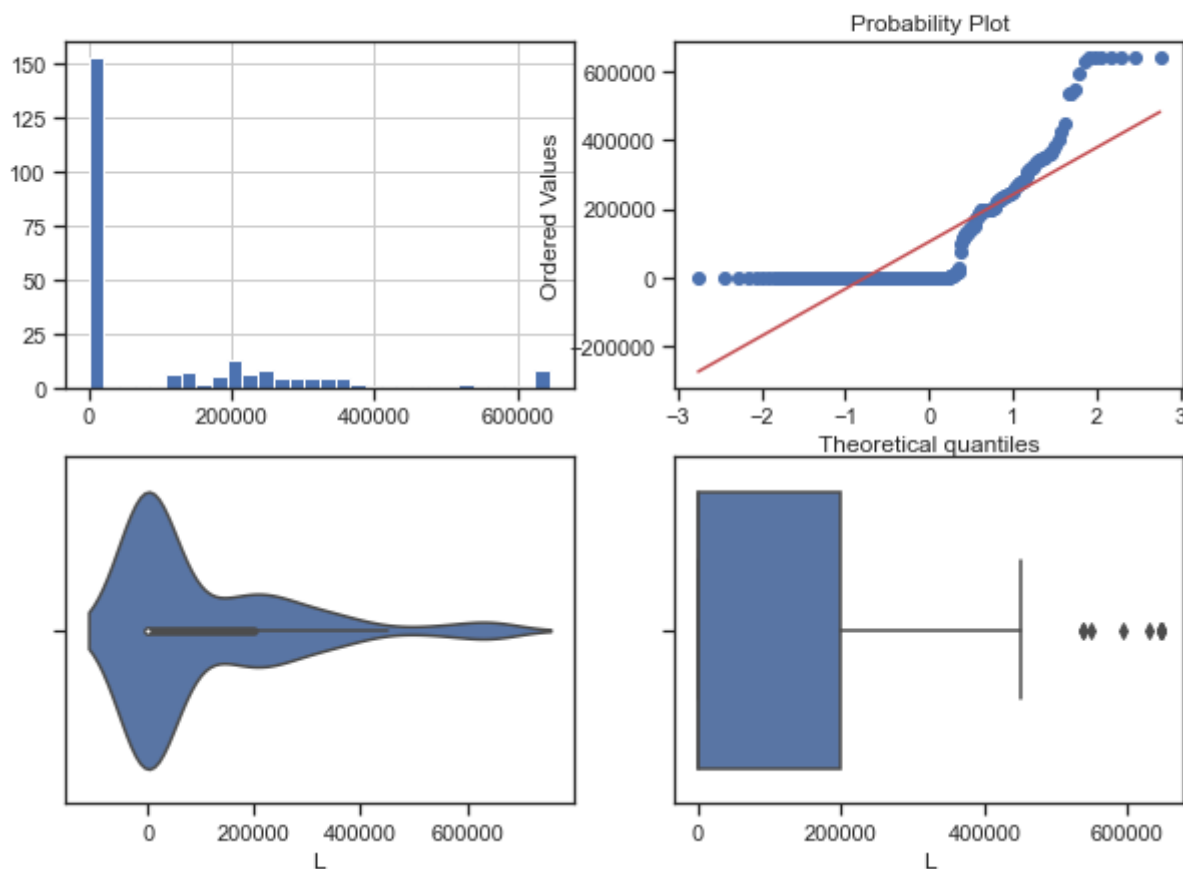 Probability Plot
150
125
100
75
50
25
0
0 200000 400000 600000
Ordered Values
600000
400000
200000
0
−200000
−3 −2 −1 0 1 2 3
Theoretical quantiles
0 200000 400000 600000
L
0 200000 400000 600000
L